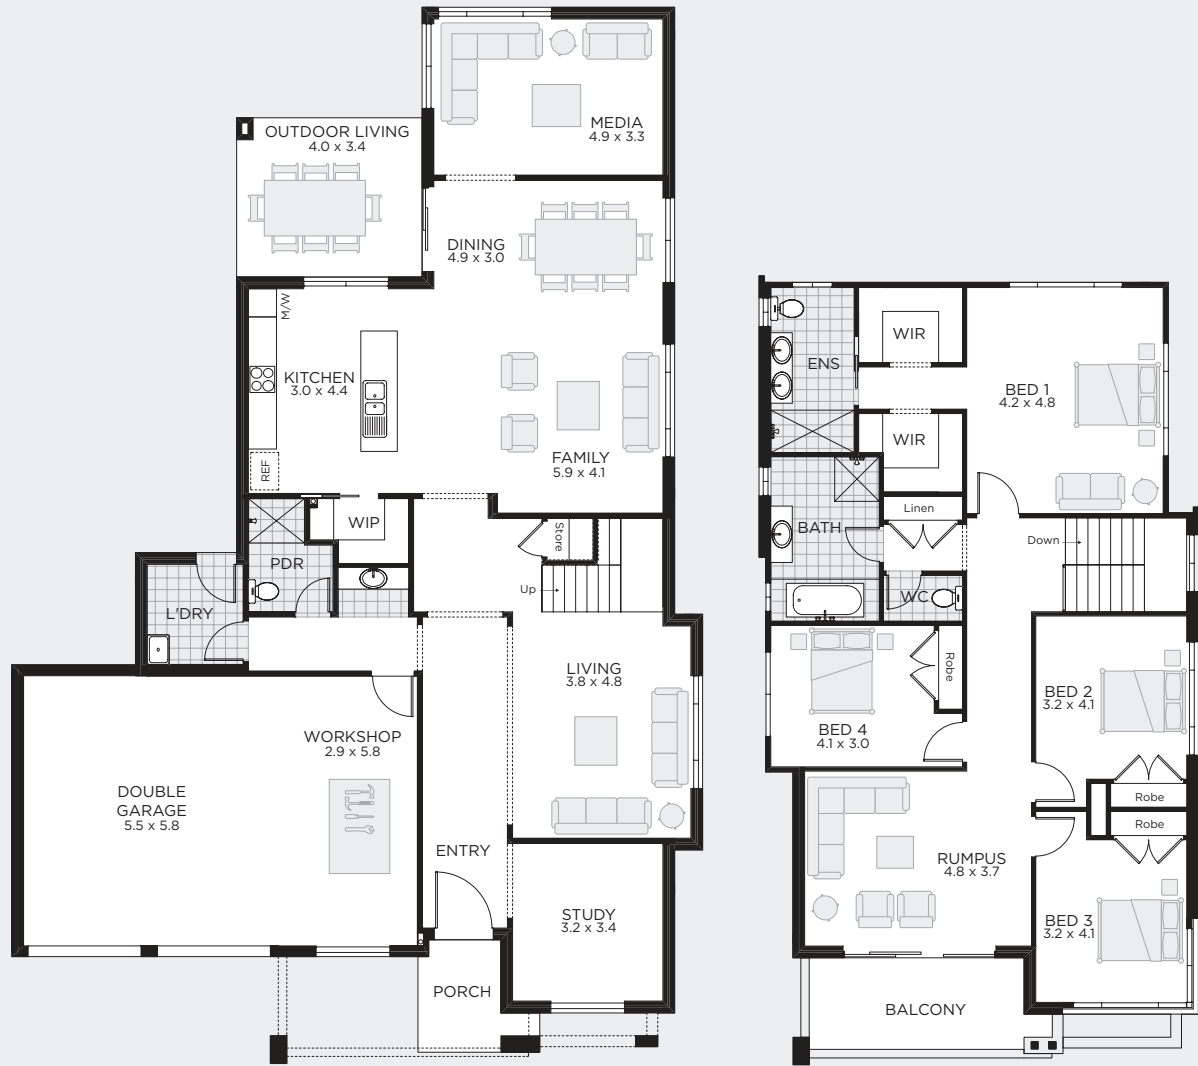 MEDIA
4.9 x 3.3
OUTDOOR LIVING
4.0 x 3.4
DINING
4.9 x 3.0
M/W
KITCHEN
3.0 x 4.4
FAMILY
5.9 x 4.1
REF
WIP
Store
PDR
Up
L'DRY
LIVING
3.8 x 4.8
WORKSHOP
2.9 x 5.8
DOUBLE
GARAGE
5.5 x 5.8
ENTRY
STUDY
3.2 x 3.4
PORCH
WIR
ENS
BED 1
4.2 x 4.8
WIR
Linen
BATH
Down
WC
Robe
BED 2
3.2 x 4.1
BED 4
4.1 x 3.0
Robe
Robe
RUMPUS
4.8 x 3.7
BED 3
3.2 x 4.1
BALCONY